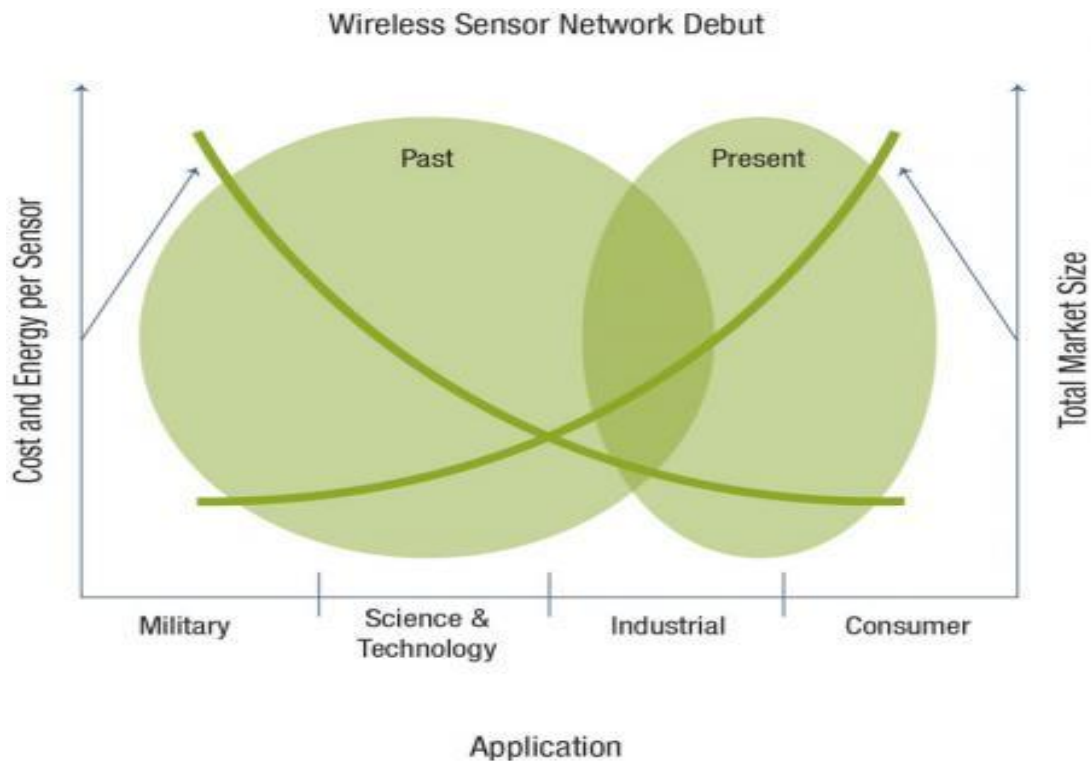 Wireless Sensor Network Debut
Past
Present
Cost and Energy per Sensor
Total Market Size
Military
Science &
Technology
Industrial
Consumer
Application